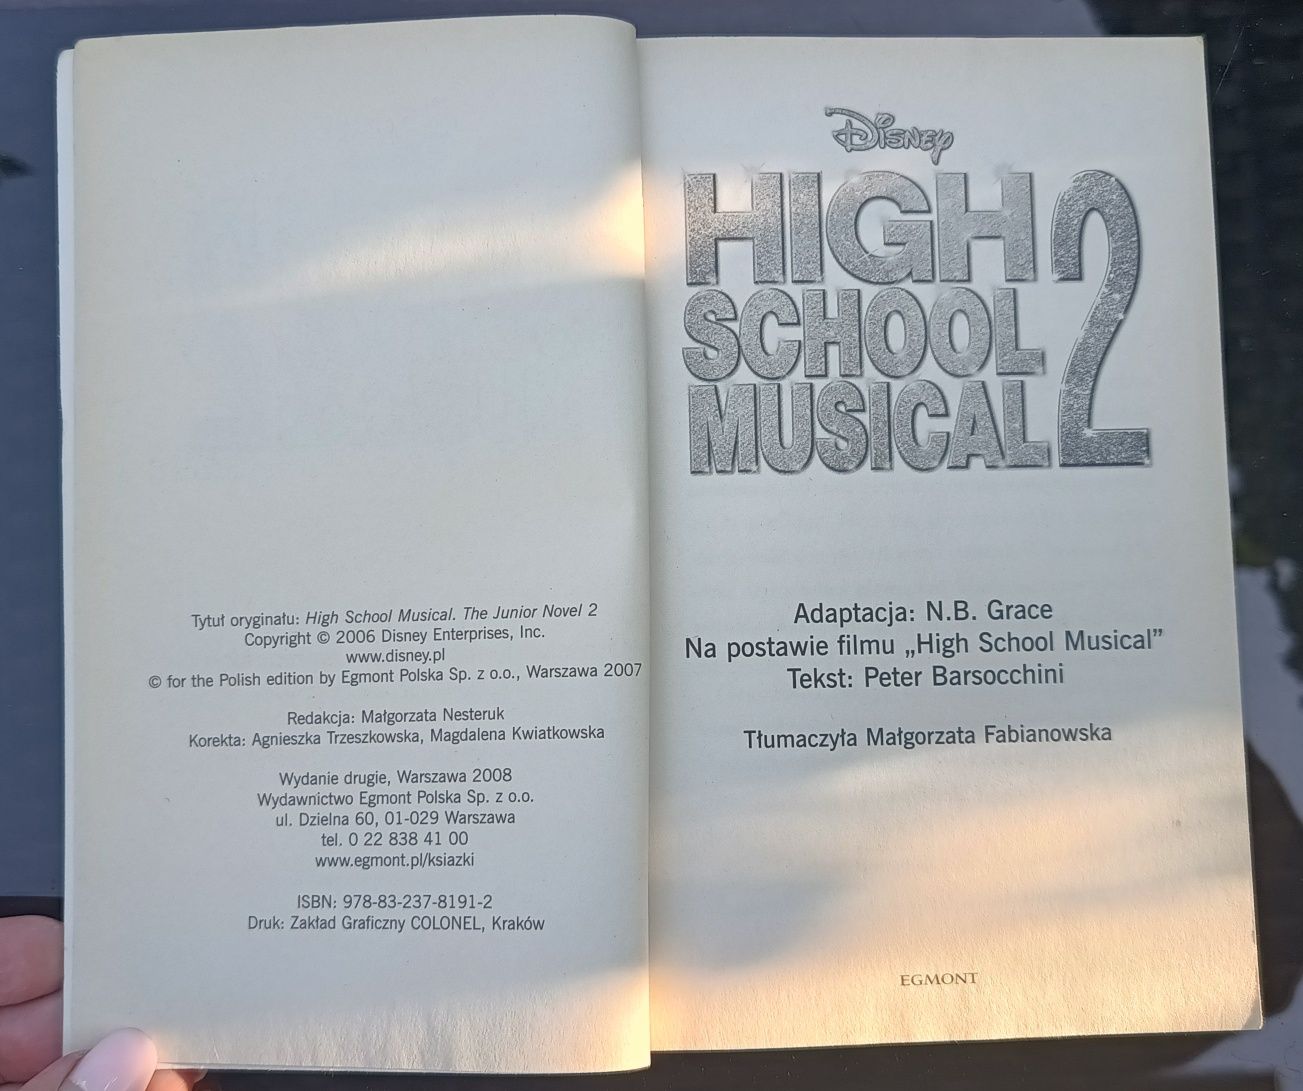 Tytuł oryginału: High School Musical. The Junior Novel 2
Copyright © 2006 Disney Enterprises, Inc.
www.disney.pl
© for the Polish edition by Egmont Polska Sp. z o.o., Warszawa 2007
Redakcja: Małgorzata Nesteruk
Korekta: Agnieszka Trzeszkowska, Magdalena Kwiatkowska
Wydanie drugie, Warszawa 2008
Wydawnictwo Egmont Polska Sp. z o.o.
ul. Dzielna 60, 01-029 Warszawa
tel. 0 22 838 41 00
www.egmont.pl/ksiazki
ISBN: 978-83-237-8191-2
Druk: Zakład Graficzny COLONEL, Kraków
Disney
HIGH
SCHOOL
MUSICAL 2
Adaptacja: N.B. Grace
Na postawie filmu „High School Musical”
Tekst: Peter Barsocchini
Tłumaczyła Małgorzata Fabianowska
EGMONT